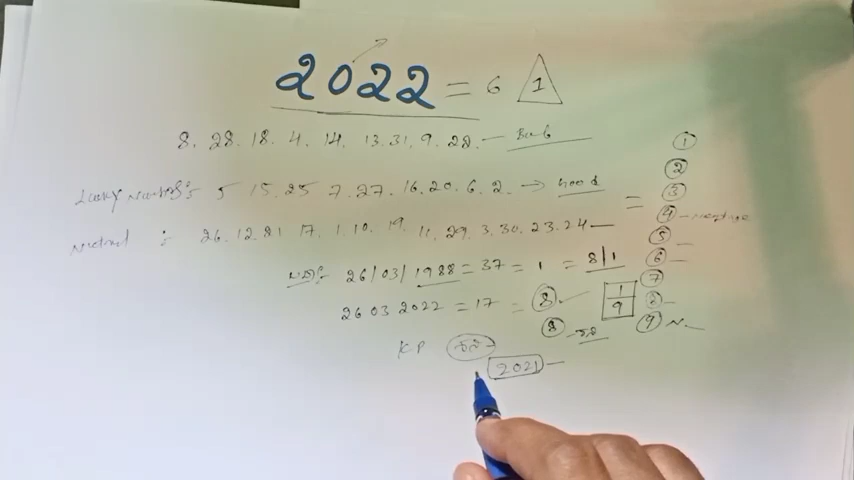 2022 = 6 1
8. 28. 18. 4. 14. 13. 31. 9. 22. —
5 15. 25 7. 27. 16. 20. 6. 2. → Good =
26. 12. 21 17. 1. 10. 19. 11. 29. 3. 30. 23. 24 —
26/03/1988 = 37 = 1 = 8/1
26 03 2022 = 17 = 8
1
9
8 - శని
KP శని
2021 —
1
2
3
4
5
6
7
8 —
9 N —